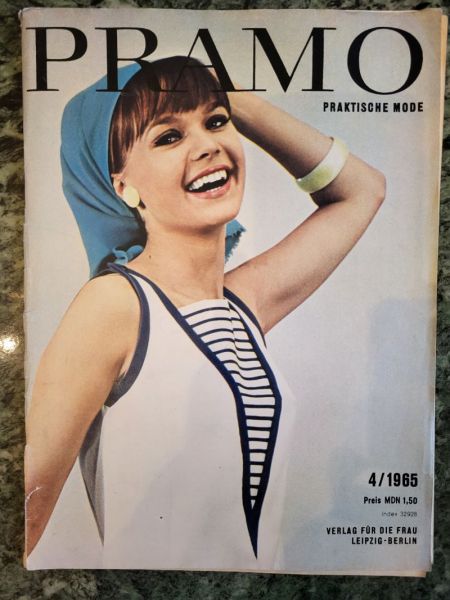 PRAMO
PRAKTISCHE MODE
4/1965
Preis MDN 1,50
Index 32928
VERLAG FÜR DIE FRAU
LEIPZIG-BERLIN